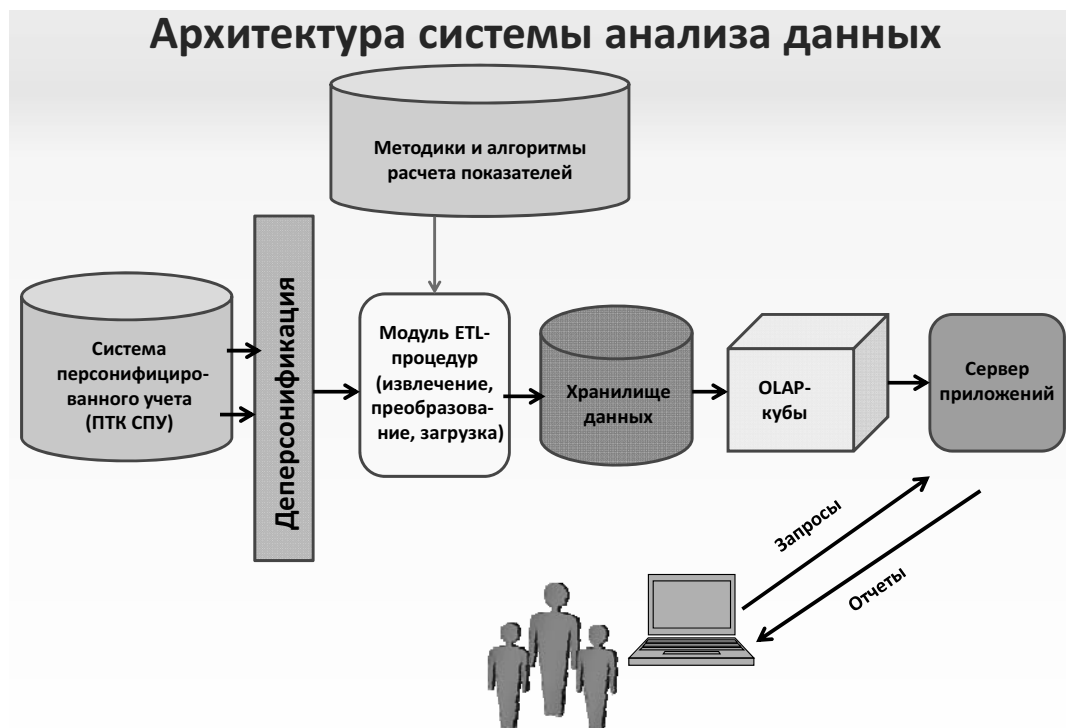 Архитектура системы анализа данных
Методики и алгоритмы
расчета показателей
Система
персонифициро-
ванного учета
(ПТК СПУ)
Деперсонификация
Модуль ETL-
процедур
(извлечение,
преобразова-
ние, загрузка)
Хранилище
данных
OLAP-
кубы
Сервер
приложений
Запросы
Отчеты